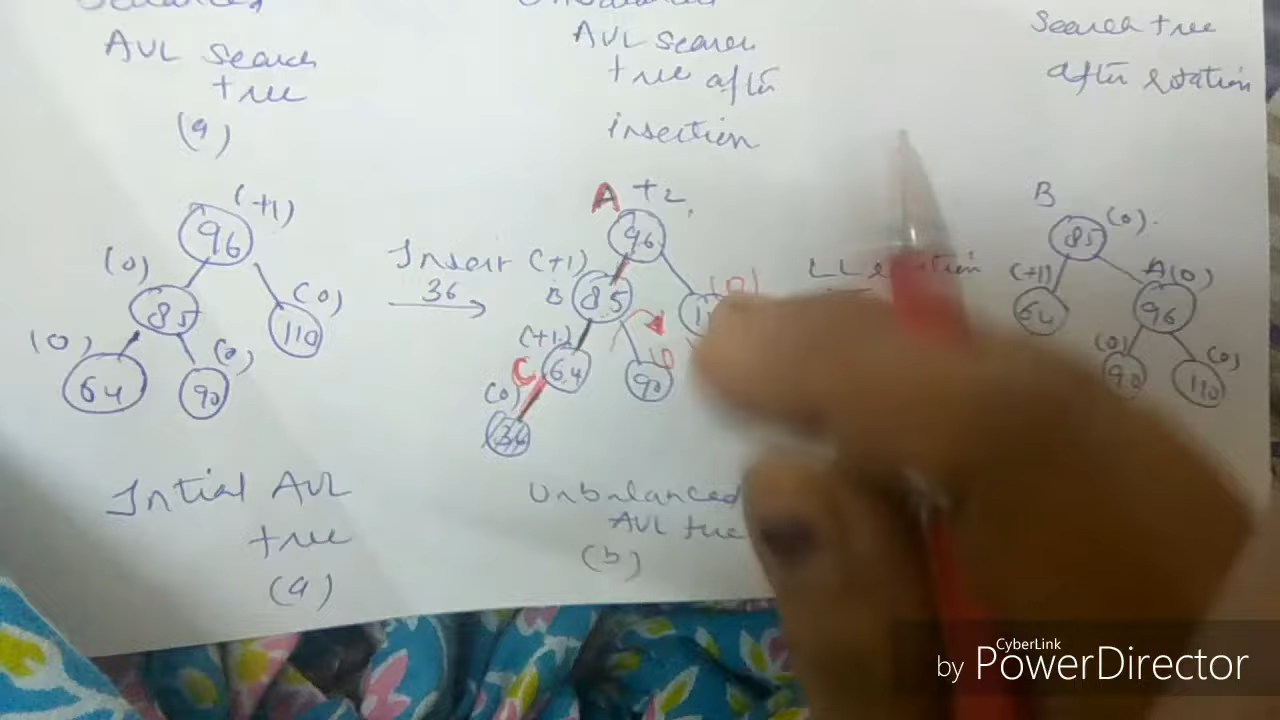 AVL search
tree
(a)
AVL search
tree after
insection
Search tree
after rotation
(+1)
96
(0)
85
(0)
110
(0)
64
(0)
90
Insert
36
A +2
96
(+1)
B 85
(+1)
C 64
(0)
36
90
LL
B
85 (0)
(+1)
64
A(0)
96
(0)
90
(0)
110
Intial AVL
tree
(a)
Unbalanced
AVL tree
(b)
CyberLink
by PowerDirector